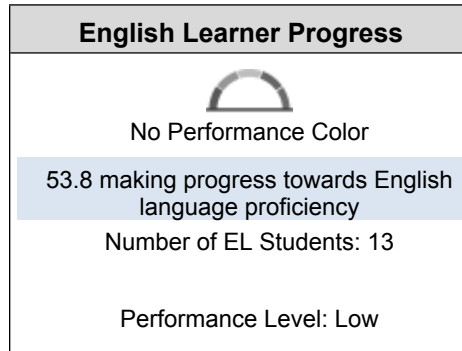 English Learner Progress
No Performance Color
53.8 making progress towards English
language proficiency
Number of EL Students: 13
Performance Level: Low